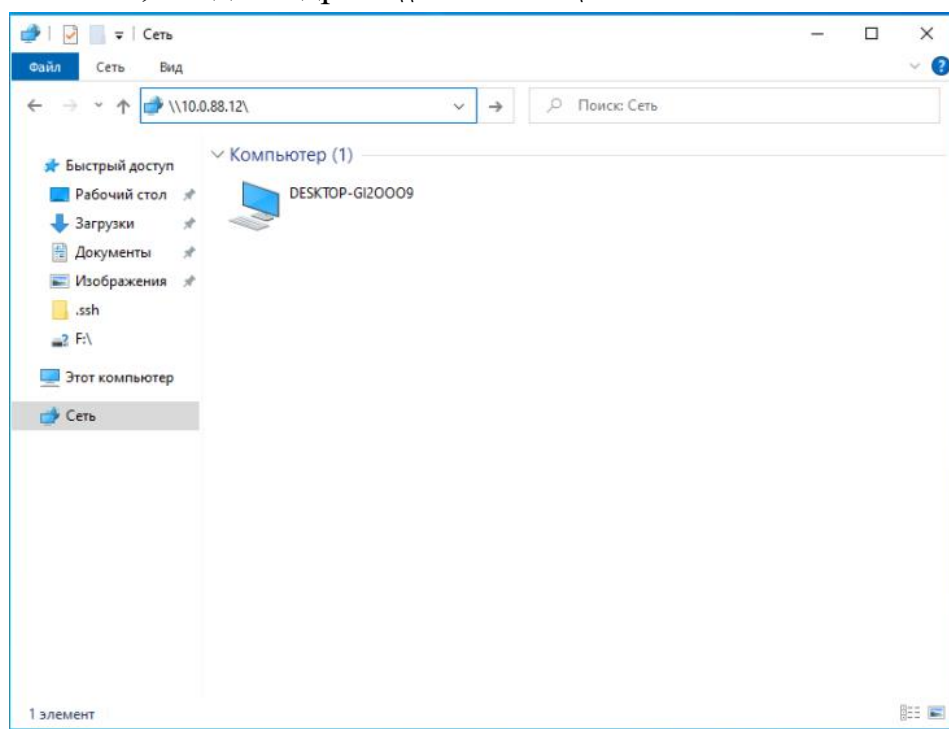 Сеть
Файл Сеть Вид
\\10.0.88.12\
Поиск: Сеть
Быстрый доступ
Рабочий стол
Загрузки
Документы
Изображения
.ssh
F:\
Этот компьютер
Сеть
Компьютер (1)
DESKTOP-GI2OOO9
1 элемент